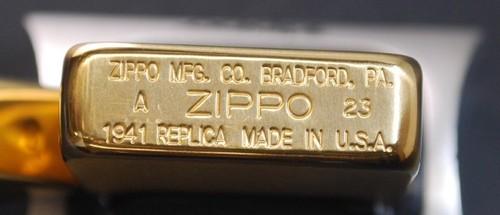 ZIPPO MFG. CO. BRADFORD, PA.
A ZIPPO 23
1941 REPLICA MADE IN U.S.A.